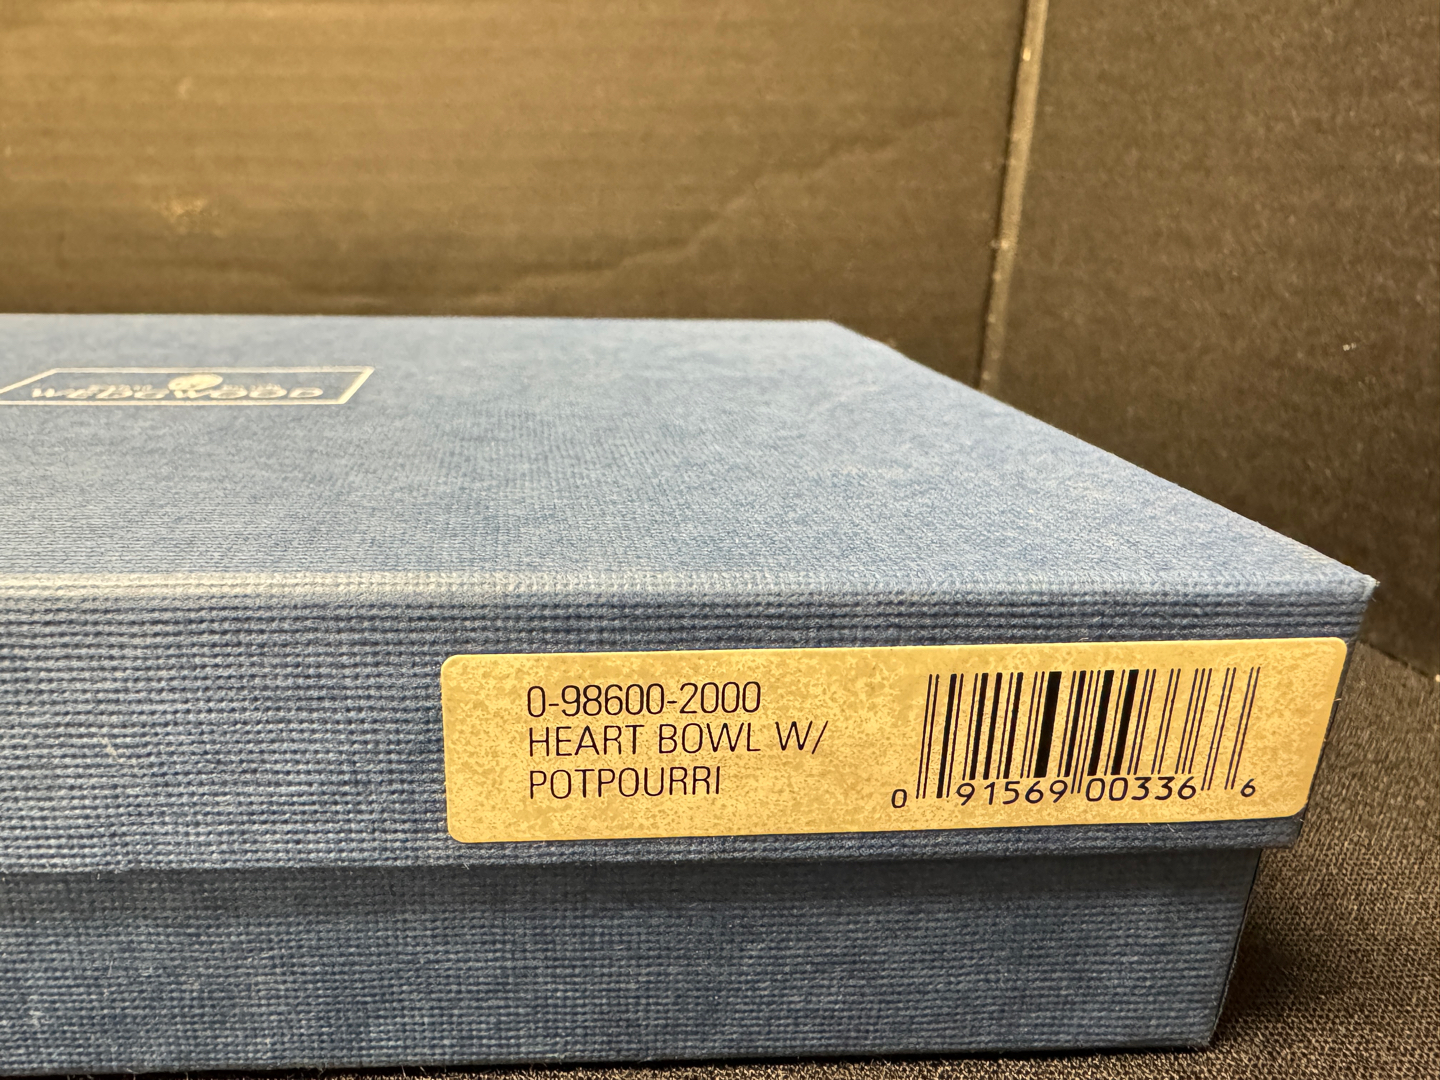 WEDGWOOD
0-98600-2000
HEART BOWL W/
POTPOURRI
0 91569 00336 6